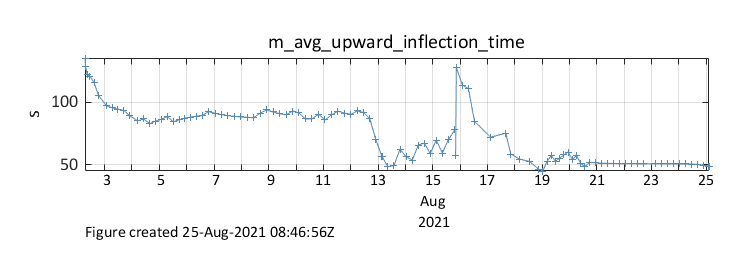 m_avg_upward_inflection_time
s
100
50
3 5 7 9 11 13 15 17 19 21 23 25
Aug
2021
Figure created 25-Aug-2021 08:46:56Z